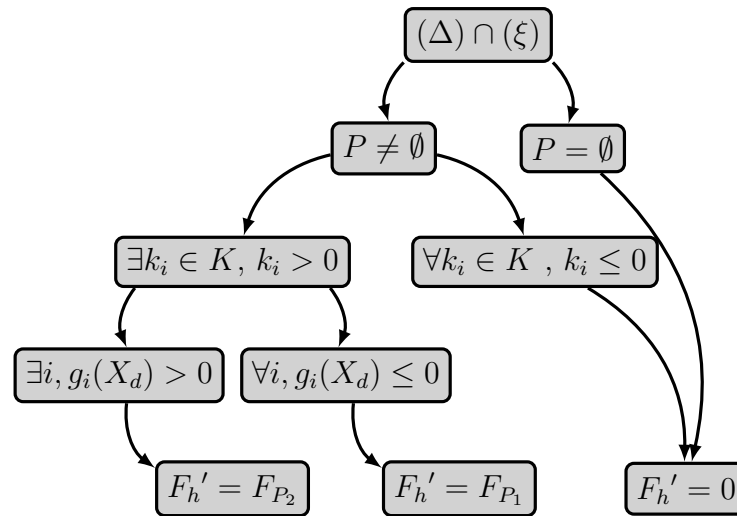 (Δ) ∩ (ξ)
P ≠ ∅
P = ∅
∃k_i ∈ K, k_i > 0
∀k_i ∈ K , k_i ≤ 0
∃i, g_i(X_d) > 0
∀i, g_i(X_d) ≤ 0
F_h' = F_{P_2}
F_h' = F_{P_1}
F_h' = 0